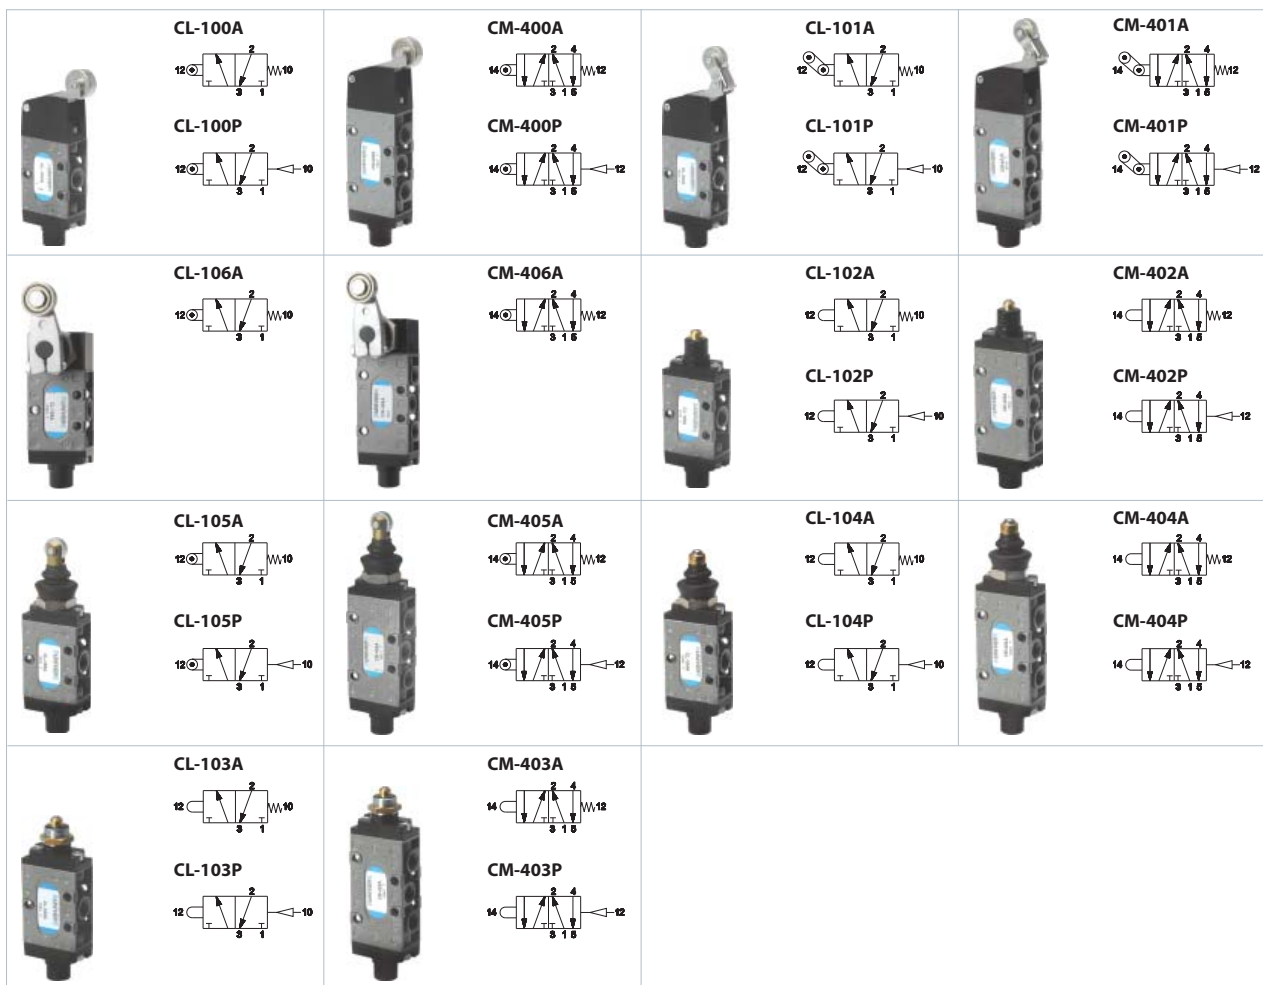 CL-100A
2
12 10
3 1
CL-100P
2
12 10
3 1
CM-400A
2 4
14 12
3 1 5
CM-400P
2 4
14 12
3 1 5
CL-101A
2
12 10
3 1
CL-101P
2
12 10
3 1
CM-401A
2 4
14 12
3 1 5
CM-401P
2 4
14 12
3 1 5
CL-106A
2
12 10
3 1
CM-406A
2 4
14 12
3 1 5
CL-102A
2
12 10
3 1
CL-102P
2
12 10
3 1
CM-402A
2 4
14 12
3 1 5
CM-402P
2 4
14 12
3 1 5
CL-105A
2
12 10
3 1
CL-105P
2
12 10
3 1
CM-405A
2 4
14 12
3 1 5
CM-405P
2 4
14 12
3 1 5
CL-104A
2
12 10
3 1
CL-104P
2
12 10
3 1
CM-404A
2 4
14 12
3 1 5
CM-404P
2 4
14 12
3 1 5
CL-103A
2
12 10
3 1
CL-103P
2
12 10
3 1
CM-403A
2 4
14 12
3 1 5
CM-403P
2 4
14 12
3 1 5